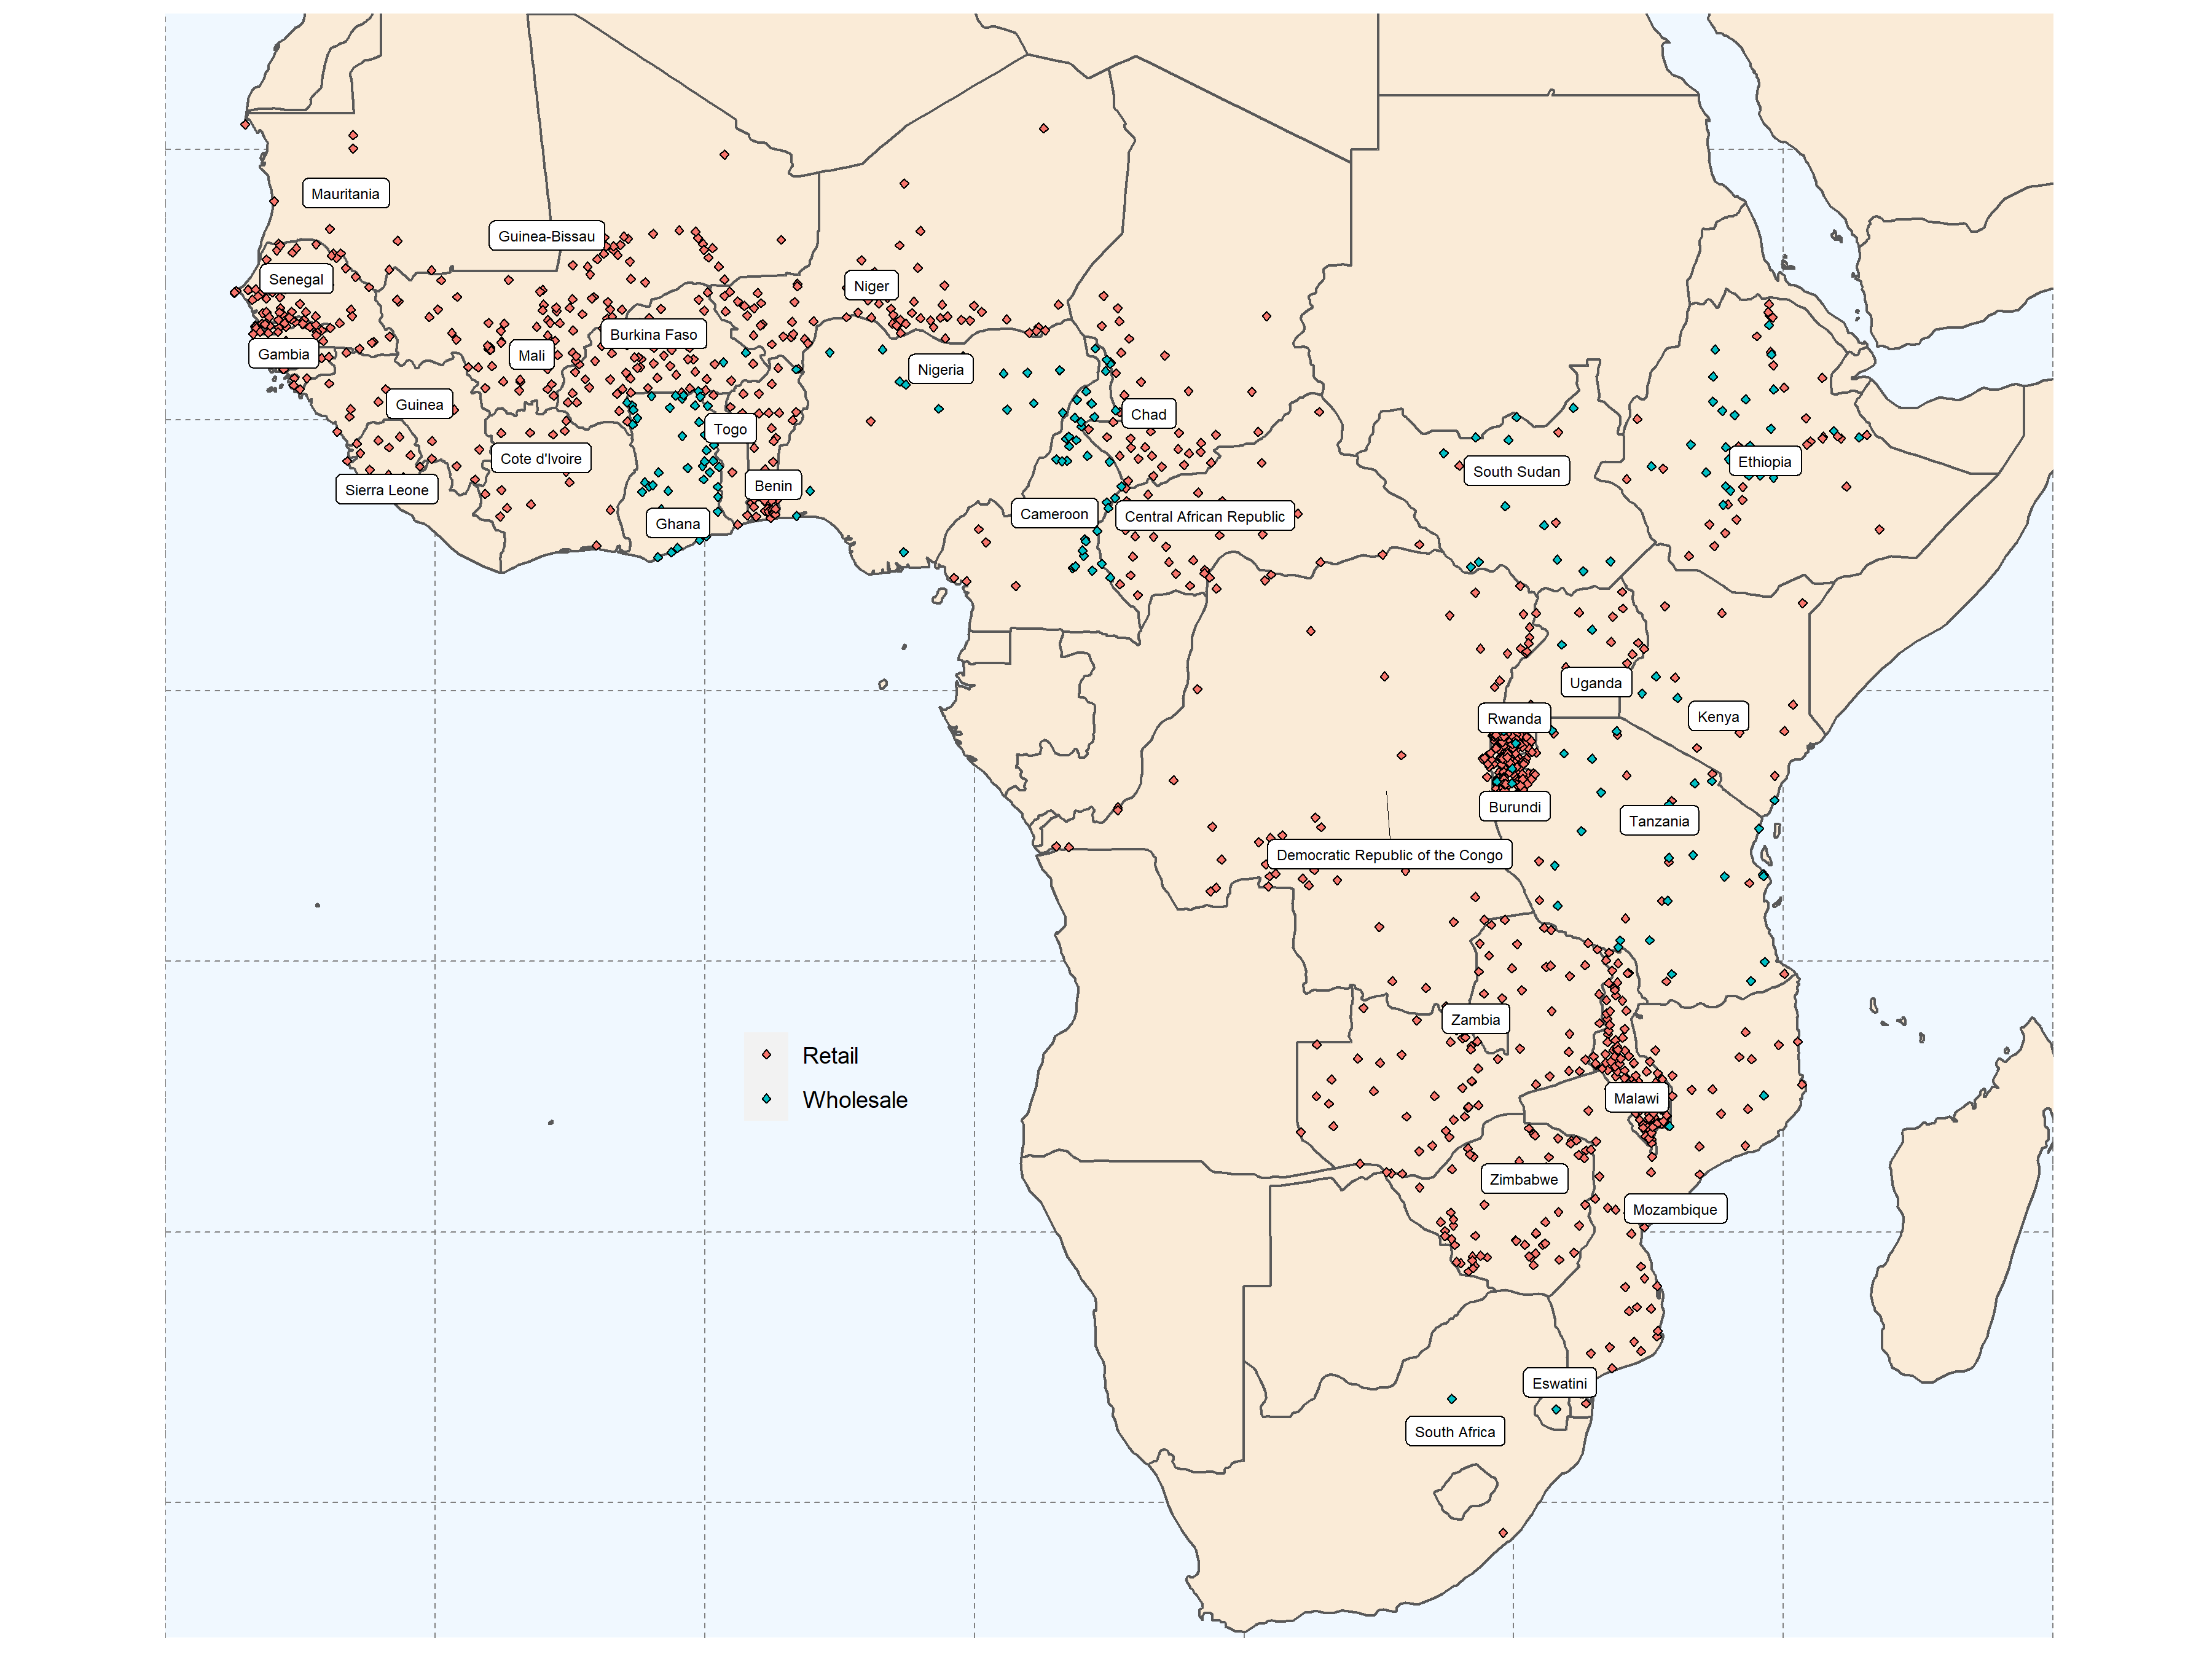 Mauritania
Guinea-Bissau
Senegal
Niger
Burkina Faso
Gambia
Mali
Nigeria
Guinea
Chad
Togo
Cote d'Ivoire
Ethiopia
South Sudan
Sierra Leone
Benin
Cameroon
Central African Republic
Ghana
Uganda
Rwanda
Kenya
Burundi
Tanzania
Democratic Republic of the Congo
Zambia
Retail
Wholesale
Malawi
Zimbabwe
Mozambique
Eswatini
South Africa